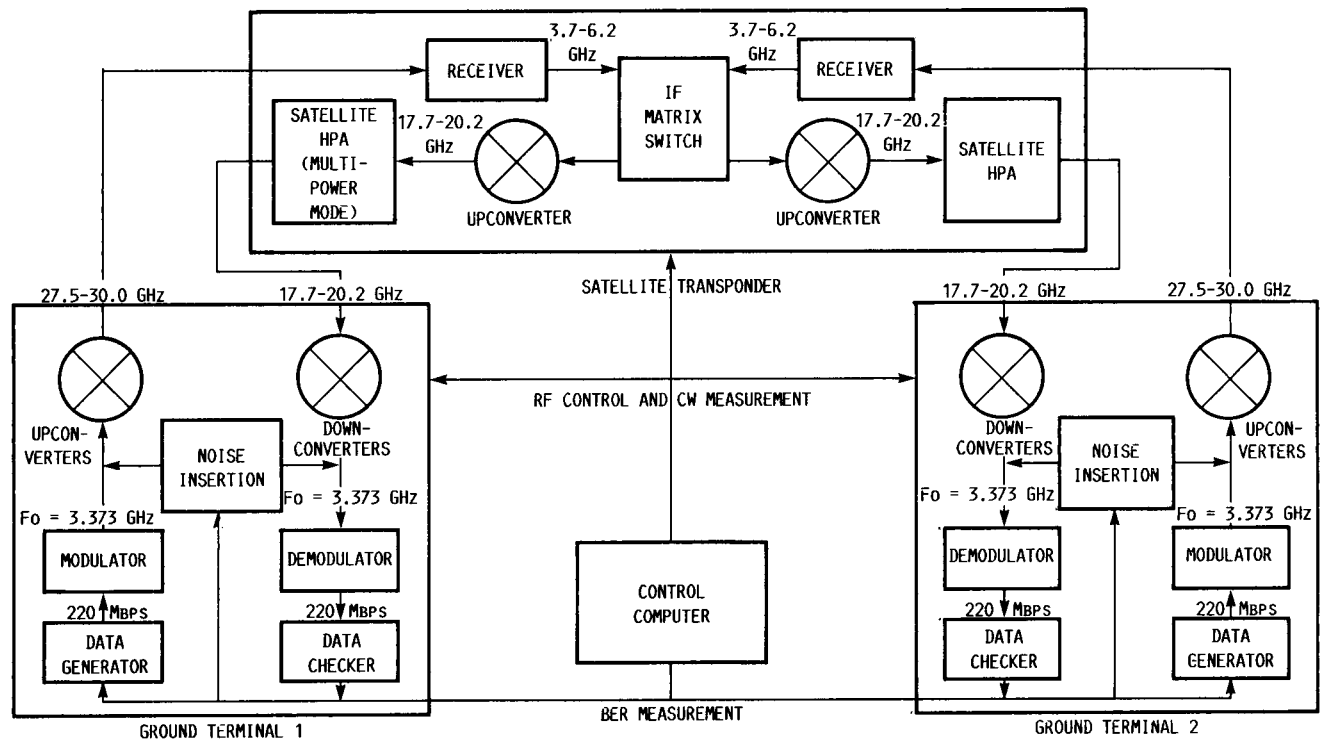 3.7-6.2
GHz
3.7-6.2
GHz
RECEIVER
RECEIVER
IF
MATRIX
SWITCH
SATELLITE
HPA
(MULTI-
POWER
MODE)
17.7-20.2
GHz
17.7-20.2
GHz
SATELLITE
HPA
UPCONVERTER
UPCONVERTER
SATELLITE TRANSPONDER
27.5-30.0 GHz
17.7-20.2 GHz
17.7-20.2 GHz
27.5-30.0 GHz
RF CONTROL AND CW MEASUREMENT
UPCON-
VERTERS
NOISE
INSERTION
DOWN-
CONVERTERS
Fo = 3.373 GHz
Fo = 3.373 GHz
MODULATOR
DEMODULATOR
220 MBPS
220 MBPS
DATA
GENERATOR
DATA
CHECKER
GROUND TERMINAL 1
CONTROL
COMPUTER
BER MEASUREMENT
DOWN-
CONVERTERS
NOISE
INSERTION
UPCON-
VERTERS
Fo = 3.373 GHz
Fo = 3.373 GHz
DEMODULATOR
MODULATOR
220 MBPS
220 MBPS
DATA
CHECKER
DATA
GENERATOR
GROUND TERMINAL 2